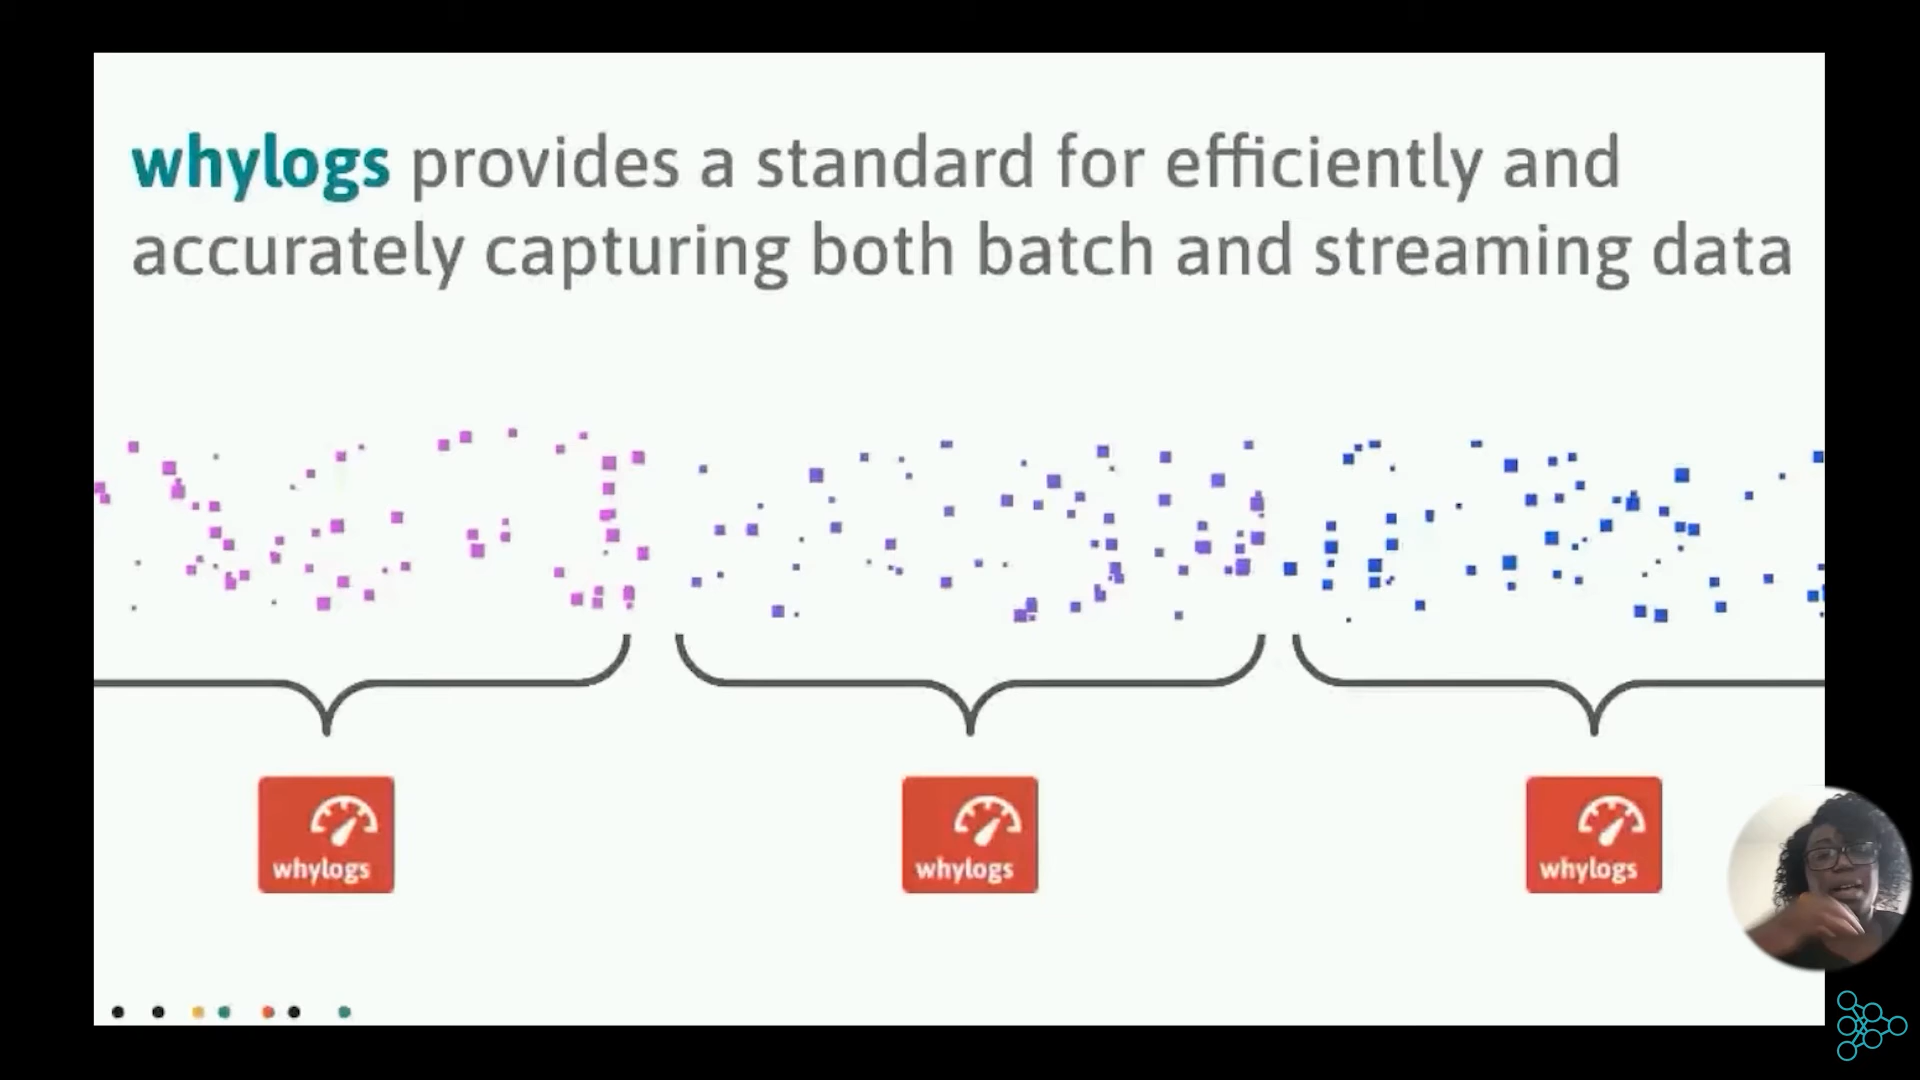 whylogs provides a standard for efficiently and
accurately capturing both batch and streaming data
whylogs
whylogs
whylogs